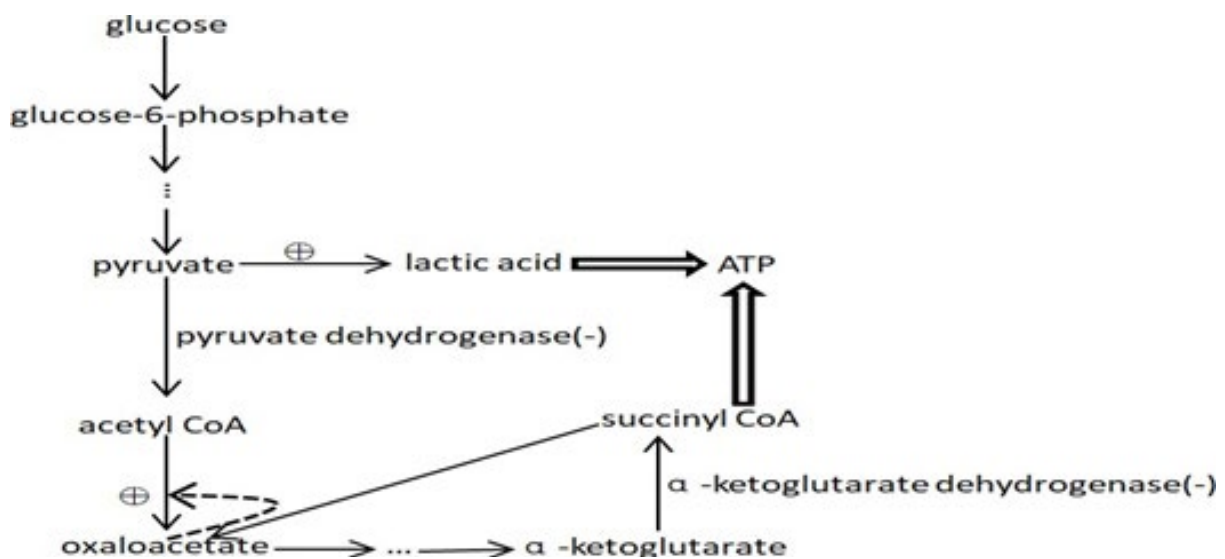 glucose
glucose-6-phosphate
...
pyruvate ⊕ lactic acid ATP
pyruvate dehydrogenase(-)
acetyl CoA succinyl CoA
⊕ α-ketoglutarate dehydrogenase(-)
oxaloacetate ... α-ketoglutarate